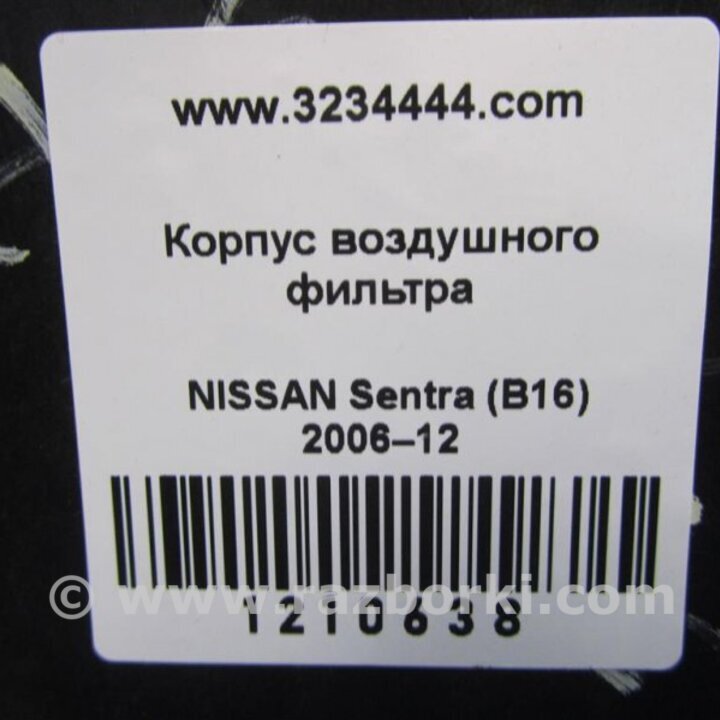 www.3234444.com
Корпус воздушного
фильтра
NISSAN Sentra (B16)
2006–12
© www.razborki.com
1210638